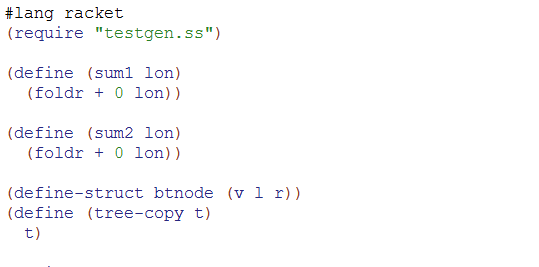 #lang racket
(require "testgen.ss")
(define (sum1 lon)
(foldr + 0 lon))
(define (sum2 lon)
(foldr + 0 lon))
(define-struct btnode (v l r))
(define (tree-copy t)
t)